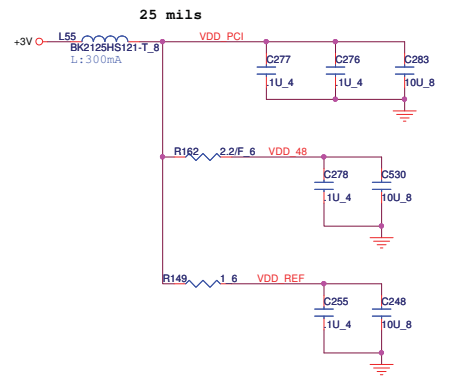 25 mils
+3V L55 VDD_PCI
BK2125HS121-T_8
L:300mA
C277 C276 C283
.1U_4 .1U_4 10U_8
R162 2.2/F_6 VDD_48
C278 C530
.1U_4 10U_8
R149 1_6 VDD_REF
C255 C248
.1U_4 10U_8